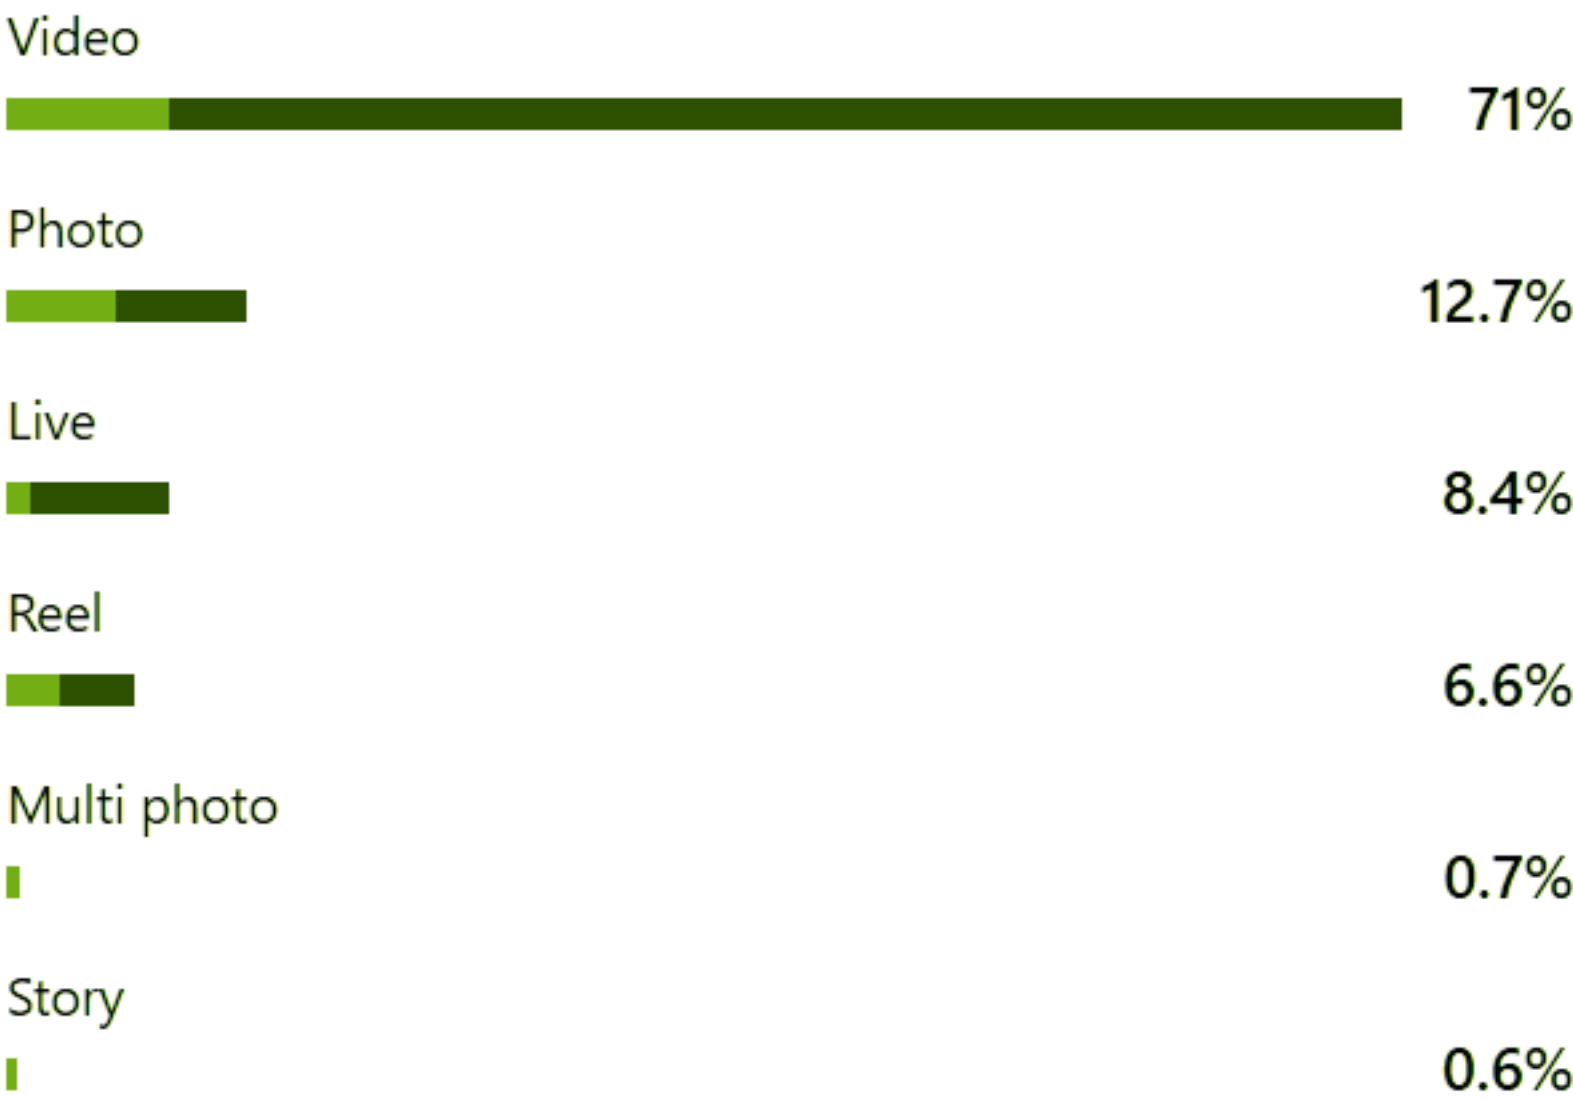 Video
71%
Photo
12.7%
Live
8.4%
Reel
6.6%
Multi photo
0.7%
Story
0.6%